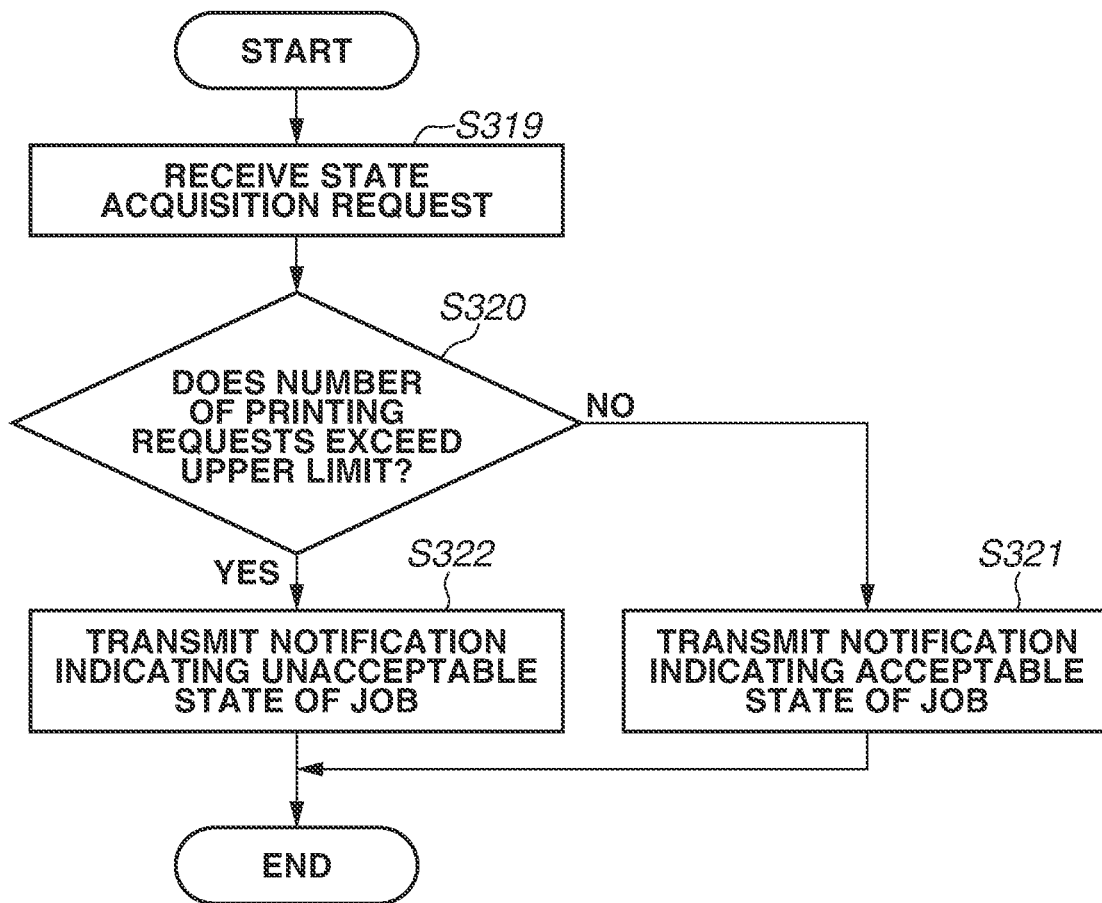 START
S319
RECEIVE STATE
ACQUISITION REQUEST
S320
DOES NUMBER
OF PRINTING
REQUESTS EXCEED
UPPER LIMIT?
NO
YES
S322
TRANSMIT NOTIFICATION
INDICATING UNACCEPTABLE
STATE OF JOB
S321
TRANSMIT NOTIFICATION
INDICATING ACCEPTABLE
STATE OF JOB
END